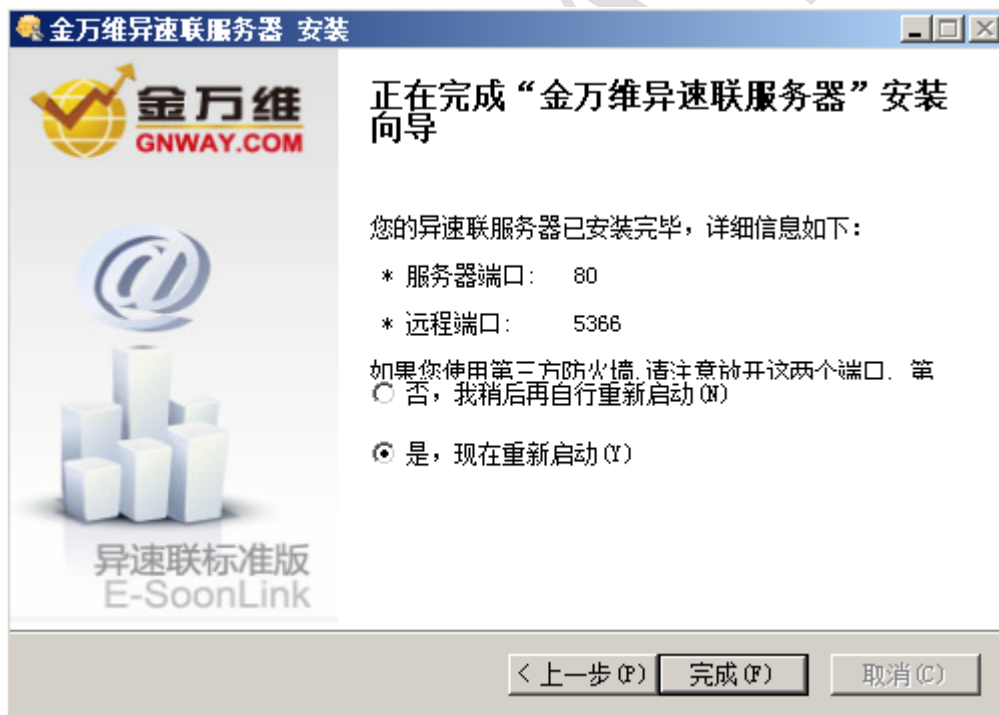 金万维异速联服务器 安装
金万维
GNWAY.COM
正在完成“金万维异速联服务器”安装
向导
您的异速联服务器已安装完毕，详细信息如下：
* 服务器端口： 80
* 远程端口： 5366
如果您使用第三方防火墙,请注意放开这两个端口. 第
否，我稍后再自行重新启动(N)
是，现在重新启动(Y)
异速联标准版
E-SoonLink
< 上一步(P) 完成(F) 取消(C)